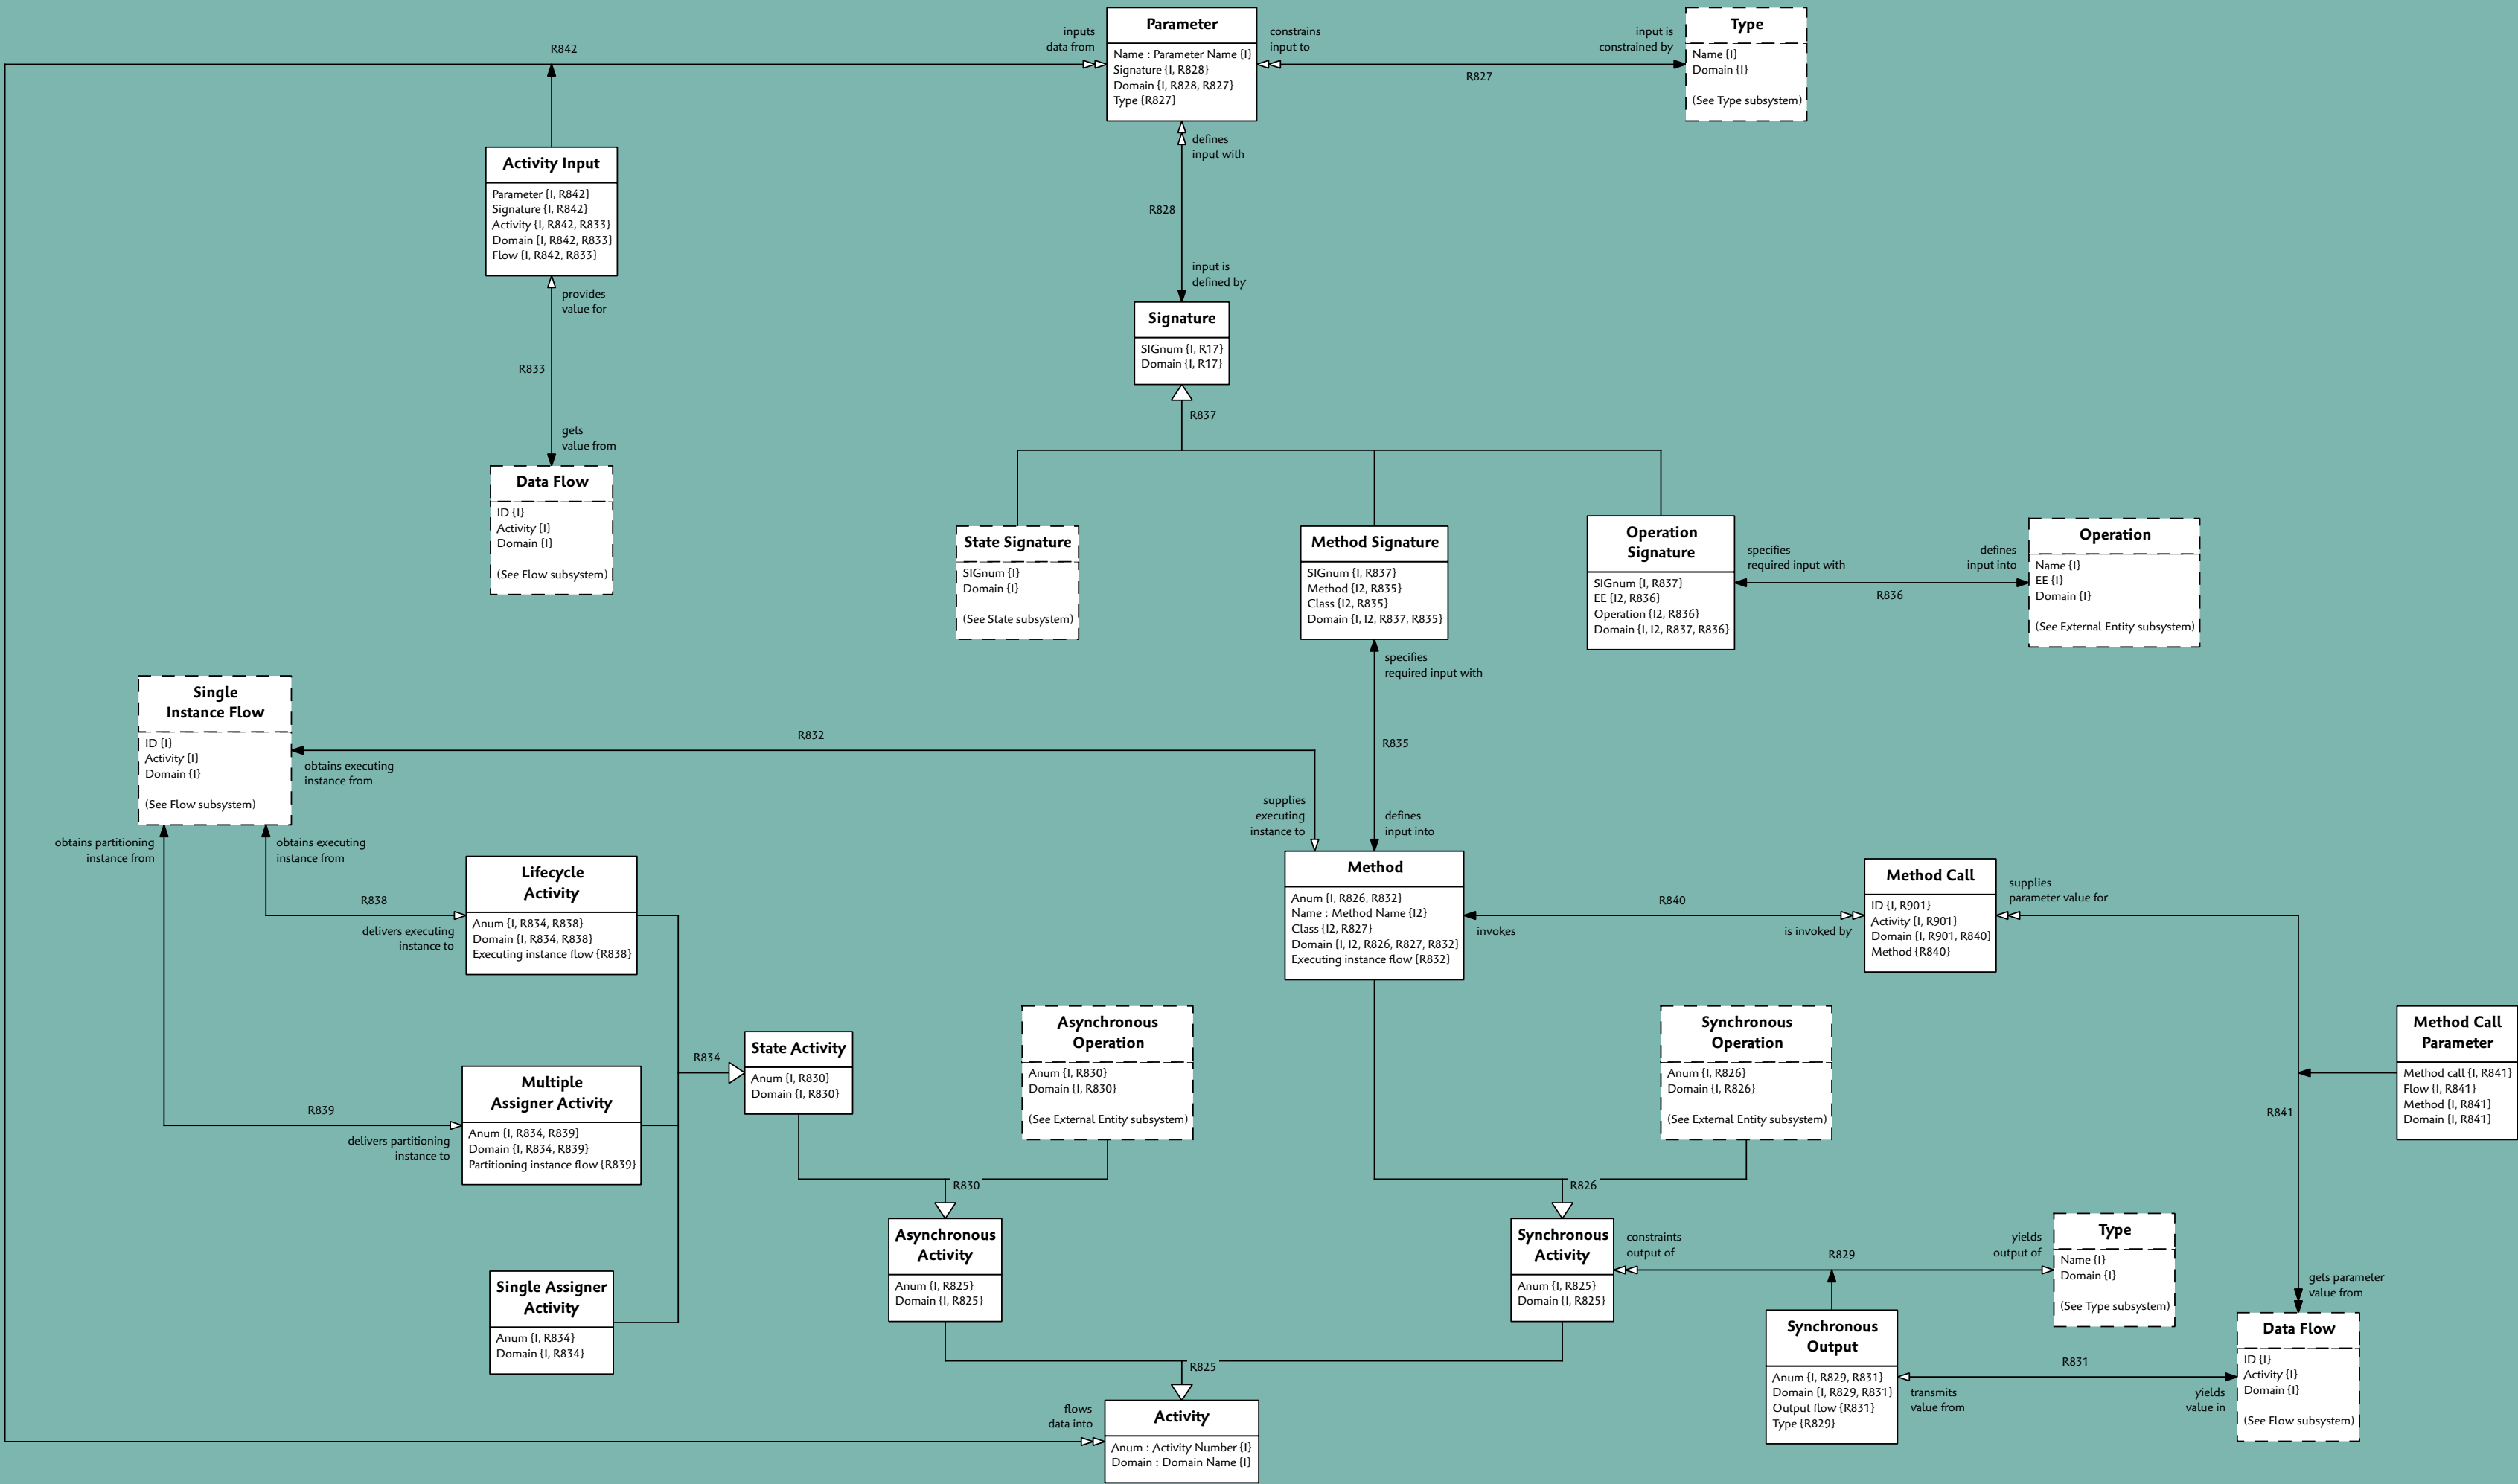 R842
inputs
data from
Parameter
Name : Parameter Name {I}
Signature {I, R828}
Domain {I, R828, R827}
Type {R827}
constrains
input to
R827
input is
constrained by
Type
Name {I}
Domain {I}
(See Type subsystem)
Activity Input
Parameter {I, R842}
Signature {I, R842}
Activity {I, R842, R833}
Domain {I, R842, R833}
Flow {I, R842, R833}
provides
value for
R833
gets
value from
Data Flow
ID {I}
Activity {I}
Domain {I}
(See Flow subsystem)
defines
input with
R828
input is
defined by
Signature
SIGnum {I, R17}
Domain {I, R17}
R837
State Signature
SIGnum {I}
Domain {I}
(See State subsystem)
Method Signature
SIGnum {I, R837}
Method {I2, R835}
Class {I2, R835}
Domain {I, I2, R837, R835}
Operation
Signature
SIGnum {I, R837}
EE {I2, R836}
Operation {I2, R836}
Domain {I, I2, R837, R836}
specifies
required input with
R836
defines
input into
Operation
Name {I}
EE {I}
Domain {I}
(See External Entity subsystem)
specifies
required input with
R835
defines
input into
Single
Instance Flow
ID {I}
Activity {I}
Domain {I}
(See Flow subsystem)
R832
obtains executing
instance from
supplies
executing
instance to
obtains partitioning
instance from
obtains executing
instance from
R838
delivers executing
instance to
Lifecycle
Activity
Anum {I, R834, R838}
Domain {I, R834, R838}
Executing instance flow {R838}
Method
Anum {I, R826, R832}
Name : Method Name {I2}
Class {I2, R827}
Domain {I, I2, R826, R827, R832}
Executing instance flow {R832}
R840
invokes
is invoked by
Method Call
ID {I, R901}
Activity {I, R901}
Domain {I, R901, R840}
Method {R840}
supplies
parameter value for
R841
Method Call
Parameter
Method call {I, R841}
Flow {I, R841}
Method {I, R841}
Domain {I, R841}
gets parameter
value from
R839
delivers partitioning
instance to
Multiple
Assigner Activity
Anum {I, R834, R839}
Domain {I, R834, R839}
Partitioning instance flow {R839}
R834
State Activity
Anum {I, R830}
Domain {I, R830}
Asynchronous
Operation
Anum {I, R830}
Domain {I, R830}
(See External Entity subsystem)
Synchronous
Operation
Anum {I, R826}
Domain {I, R826}
(See External Entity subsystem)
R830
R826
Single Assigner
Activity
Anum {I, R834}
Domain {I, R834}
Asynchronous
Activity
Anum {I, R825}
Domain {I, R825}
Synchronous
Activity
Anum {I, R825}
Domain {I, R825}
constraints
output of
R829
yields
output of
Type
Name {I}
Domain {I}
(See Type subsystem)
Synchronous
Output
Anum {I, R829, R831}
Domain {I, R829, R831}
Output flow {R831}
Type {R829}
R831
transmits
value from
yields
value in
Data Flow
ID {I}
Activity {I}
Domain {I}
(See Flow subsystem)
R825
flows
data into
Activity
Anum : Activity Number {I}
Domain : Domain Name {I}